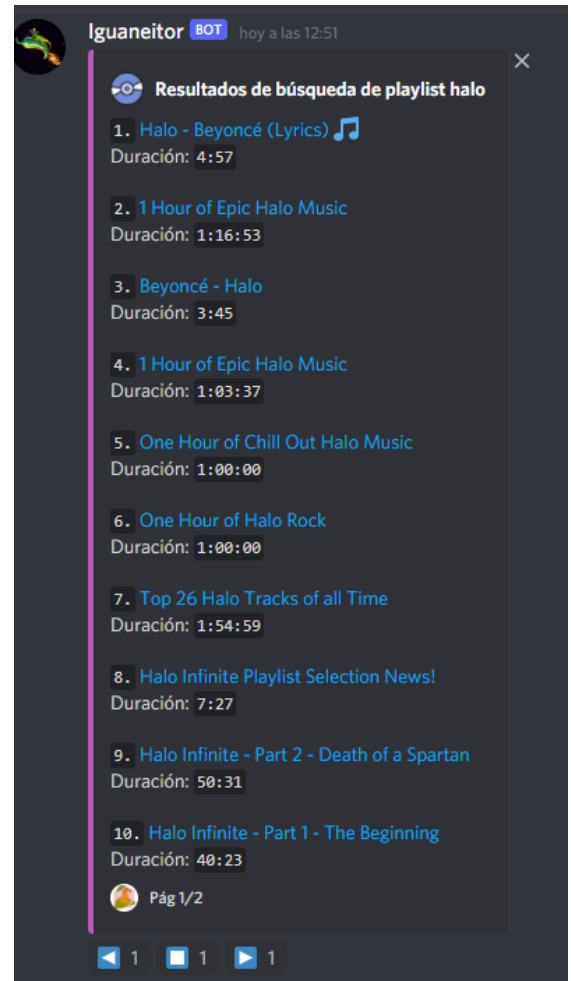 Iguaneitor BOT hoy a las 12:51
Resultados de búsqueda de playlist halo
1. Halo - Beyoncé (Lyrics) 🎵
Duración: 4:57
2. 1 Hour of Epic Halo Music
Duración: 1:16:53
3. Beyoncé - Halo
Duración: 3:45
4. 1 Hour of Epic Halo Music
Duración: 1:03:37
5. One Hour of Chill Out Halo Music
Duración: 1:00:00
6. One Hour of Halo Rock
Duración: 1:00:00
7. Top 26 Halo Tracks of all Time
Duración: 1:54:59
8. Halo Infinite Playlist Selection News!
Duración: 7:27
9. Halo Infinite - Part 2 - Death of a Spartan
Duración: 50:31
10. Halo Infinite - Part 1 - The Beginning
Duración: 40:23
Pág 1/2
1 1 1